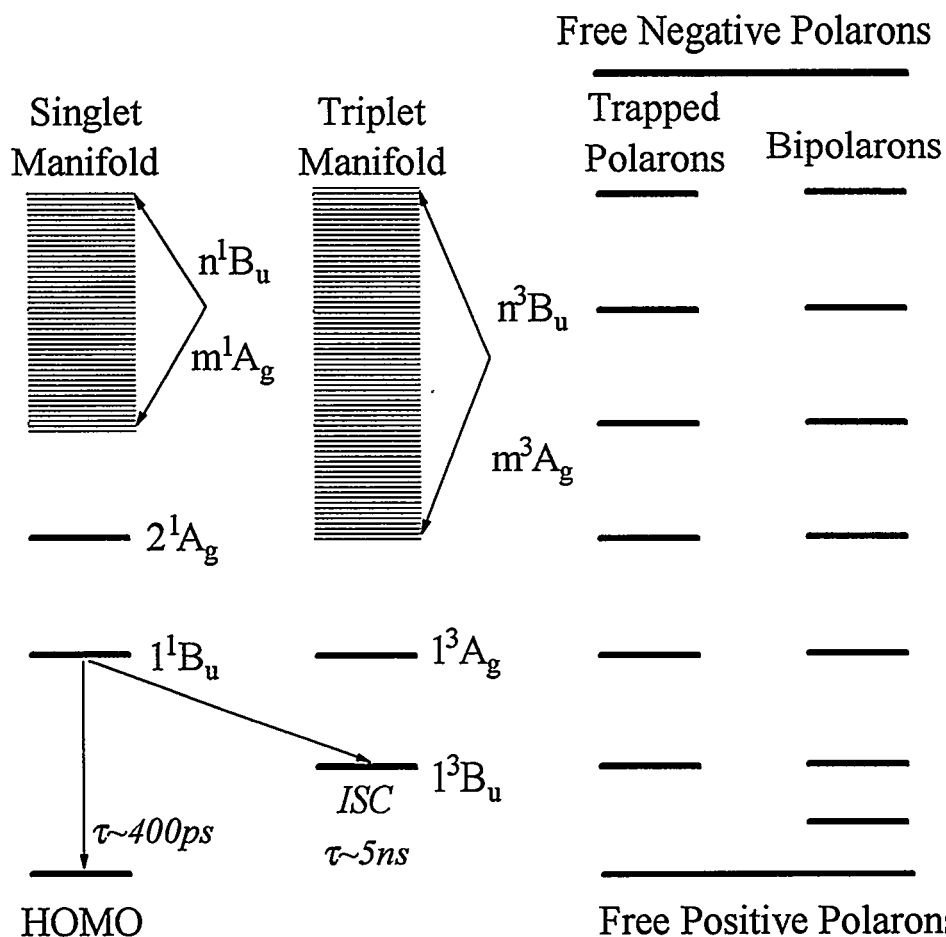 Free Negative Polarons
Singlet
Manifold
Triplet
Manifold
Trapped
Polarons
Bipolarons
n¹Bᵤ
m¹A_g
n³Bᵤ
m³A_g
2¹A_g
1¹Bᵤ
1³A_g
1³Bᵤ
ISC
τ~400ps
τ~5ns
HOMO
Free Positive Polarons